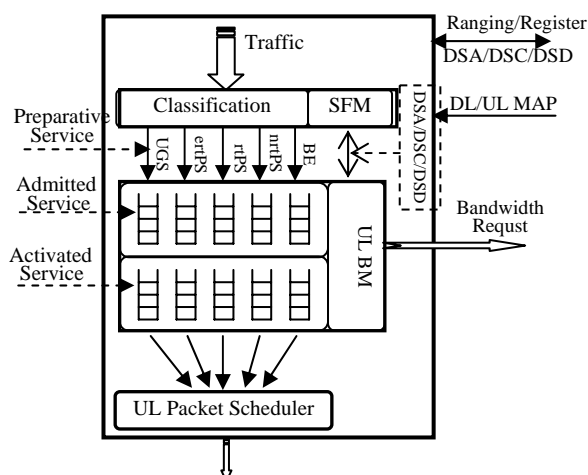 Traffic
Ranging/Register
DSA/DSC/DSD
Classification
SFM
DSA/DSC/DSD
DL/UL MAP
Preparative
Service
UGS
ertPS
rtPS
nrtPS
BE
Admitted
Service
UL BM
Bandwidth
Requst
Activated
Service
UL Packet Scheduler